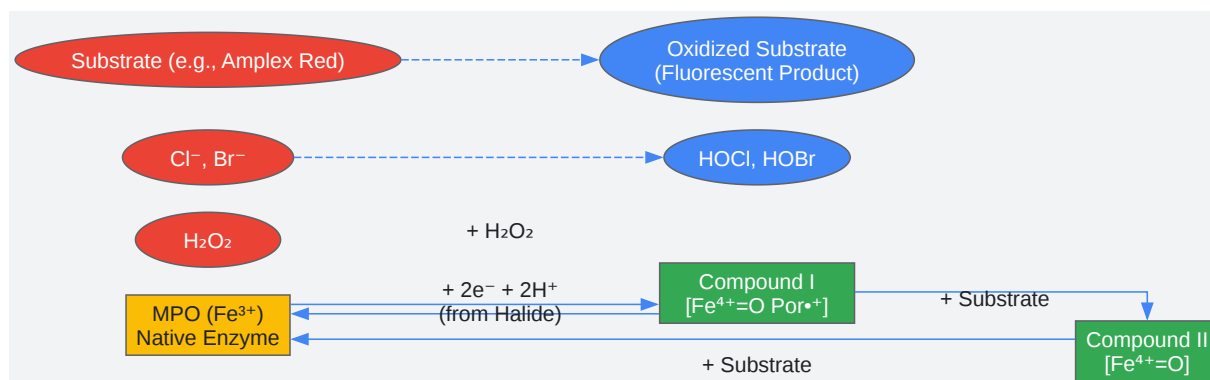 Substrate (e.g., Amplex Red)
Oxidized Substrate
(Fluorescent Product)
Cl⁻, Br⁻
HOCl, HOBr
H₂O₂
+ H₂O₂
MPO (Fe³⁺)
Native Enzyme
+ 2e⁻ + 2H⁺
(from Halide)
Compound I
[Fe⁴⁺=O Por•⁺]
+ Substrate
Compound II
[Fe⁴⁺=O]
+ Substrate